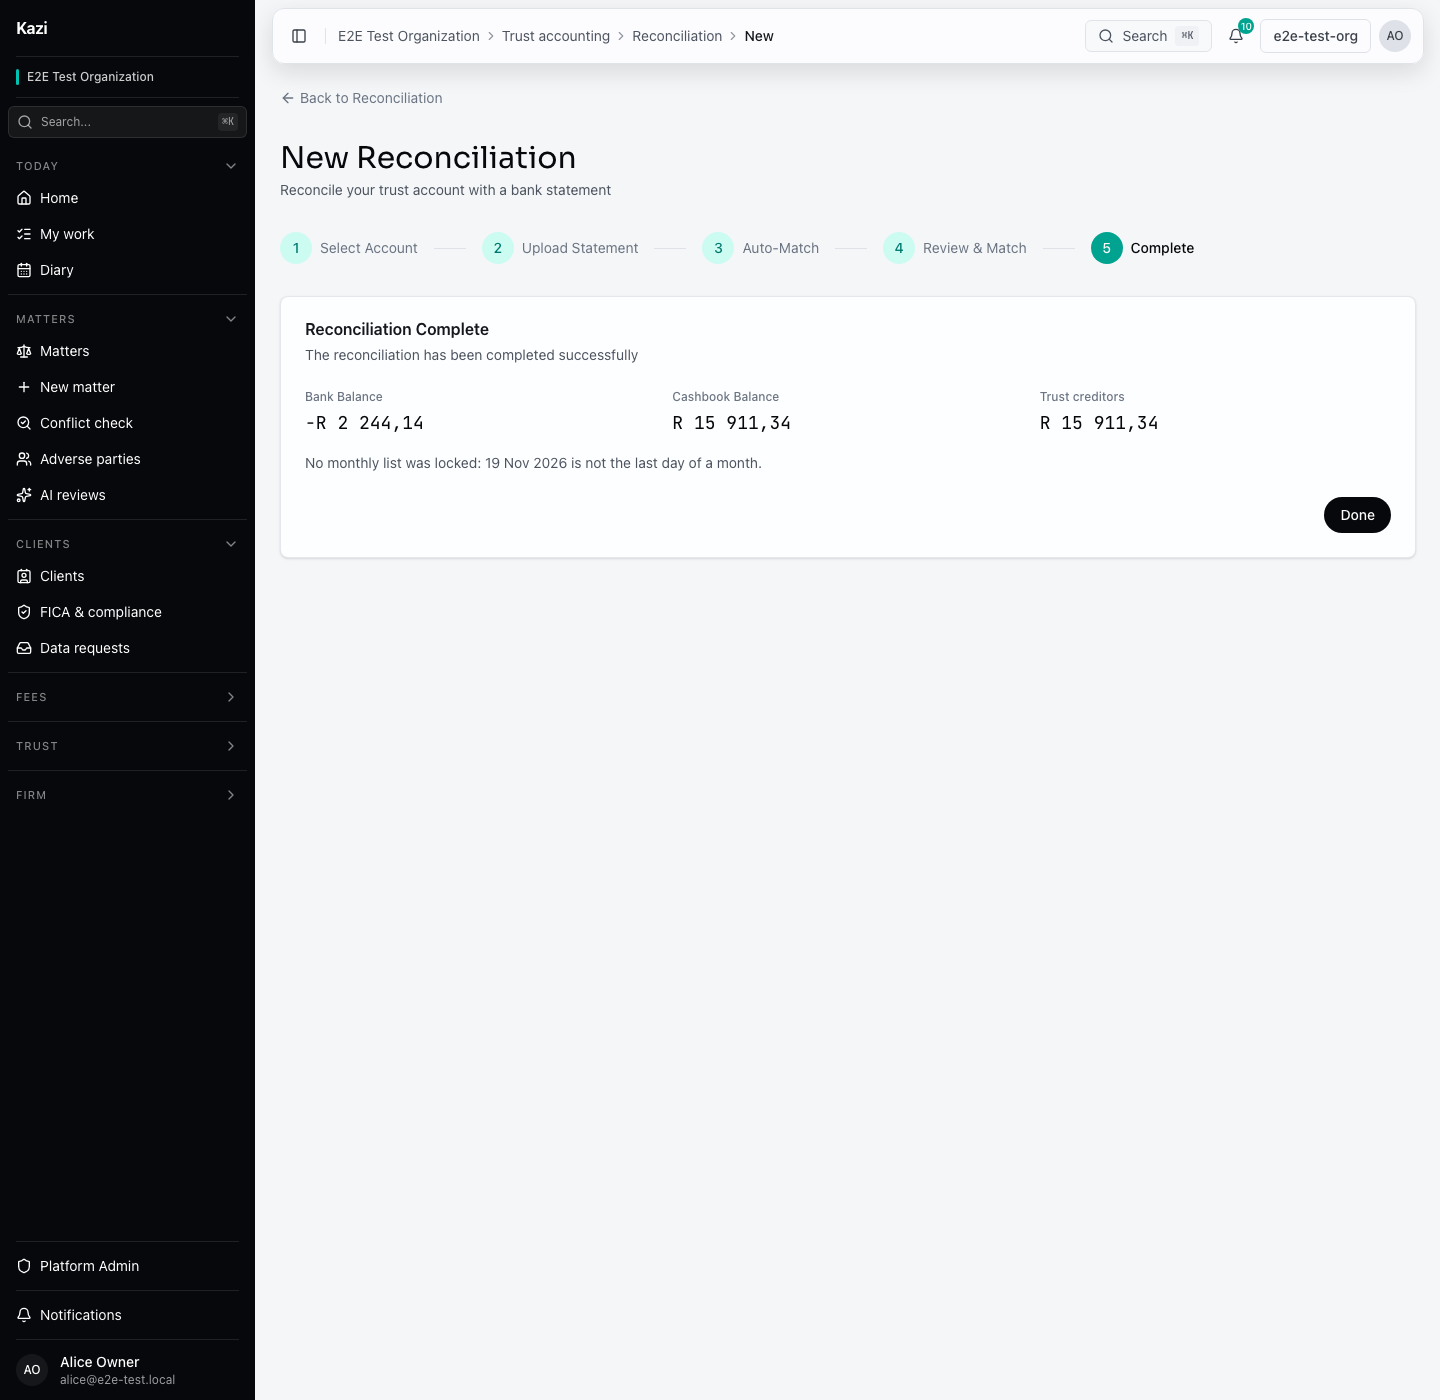 Kazi
E2E Test Organization
Search...
⌘K
TODAY
Home
My work
Diary
MATTERS
Matters
New matter
Conflict check
Adverse parties
AI reviews
CLIENTS
Clients
FICA & compliance
Data requests
FEES
TRUST
FIRM
Platform Admin
Notifications
AO
Alice Owner
alice@e2e-test.local
E2E Test Organization > Trust accounting > Reconciliation > New
Search ⌘K
10
e2e-test-org
AO
Back to Reconciliation
New Reconciliation
Reconcile your trust account with a bank statement
1 Select Account
2 Upload Statement
3 Auto-Match
4 Review & Match
5 Complete
Reconciliation Complete
The reconciliation has been completed successfully
Bank Balance
-R 2 244,14
Cashbook Balance
R 15 911,34
Trust creditors
R 15 911,34
No monthly list was locked: 19 Nov 2026 is not the last day of a month.
Done